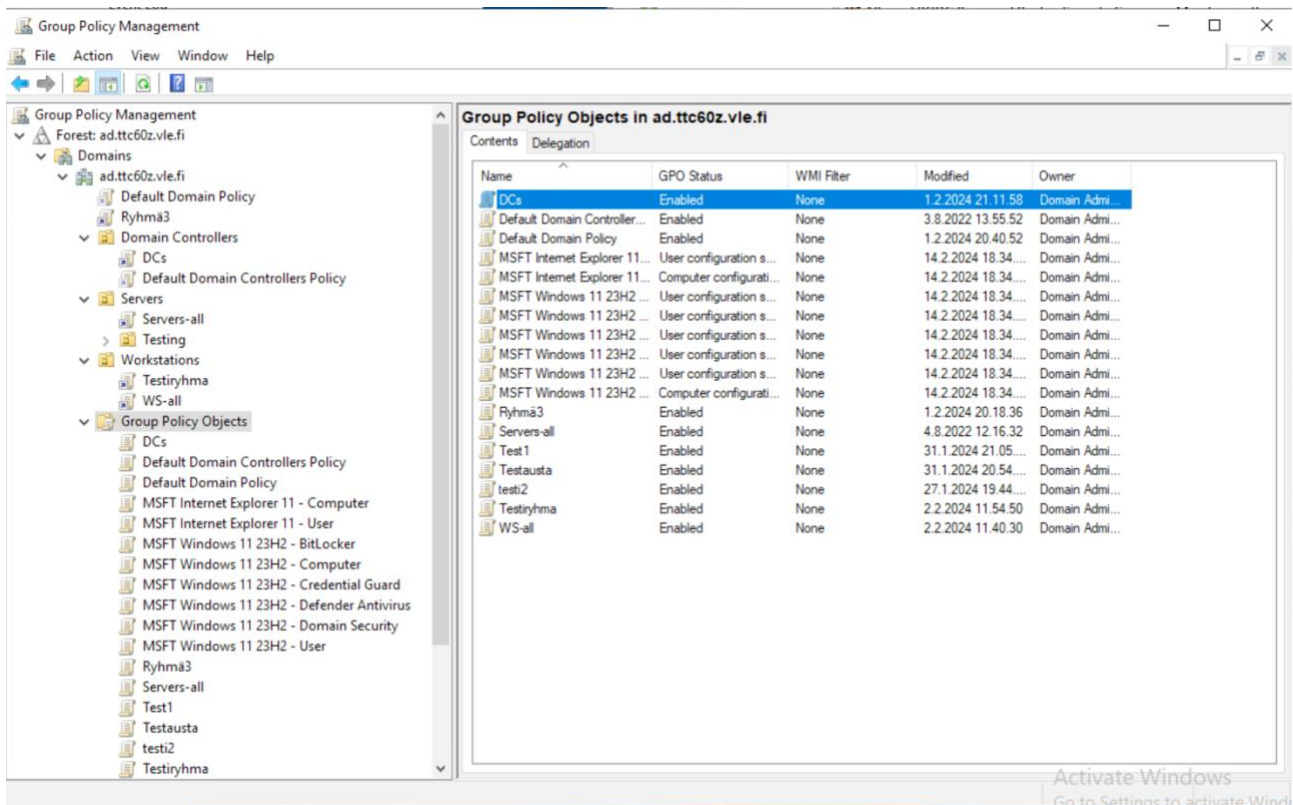 Group Policy Management
File Action View Window Help
Group Policy Management
Forest: ad.ttc60z.vle.fi
Domains
ad.ttc60z.vle.fi
Default Domain Policy
Ryhmä3
Domain Controllers
DCs
Default Domain Controllers Policy
Servers
Servers-all
Testing
Workstations
Testiryhma
WS-all
Group Policy Objects
DCs
Default Domain Controllers Policy
Default Domain Policy
MSFT Internet Explorer 11 - Computer
MSFT Internet Explorer 11 - User
MSFT Windows 11 23H2 - BitLocker
MSFT Windows 11 23H2 - Computer
MSFT Windows 11 23H2 - Credential Guard
MSFT Windows 11 23H2 - Defender Antivirus
MSFT Windows 11 23H2 - Domain Security
MSFT Windows 11 23H2 - User
Ryhmä3
Servers-all
Test1
Testausta
testi2
Testiryhma
Group Policy Objects in ad.ttc60z.vle.fi
Contents Delegation
Name GPO Status WMI Filter Modified Owner
DCs Enabled None 1.2.2024 21.11.58 Domain Admi...
Default Domain Controller... Enabled None 3.8.2022 13.55.52 Domain Admi...
Default Domain Policy Enabled None 1.2.2024 20.40.52 Domain Admi...
MSFT Internet Explorer 11... User configuration s... None 14.2.2024 18.34.... Domain Admi...
MSFT Internet Explorer 11... Computer configurati... None 14.2.2024 18.34.... Domain Admi...
MSFT Windows 11 23H2 ... User configuration s... None 14.2.2024 18.34.... Domain Admi...
MSFT Windows 11 23H2 ... User configuration s... None 14.2.2024 18.34.... Domain Admi...
MSFT Windows 11 23H2 ... User configuration s... None 14.2.2024 18.34.... Domain Admi...
MSFT Windows 11 23H2 ... User configuration s... None 14.2.2024 18.34.... Domain Admi...
MSFT Windows 11 23H2 ... User configuration s... None 14.2.2024 18.34.... Domain Admi...
MSFT Windows 11 23H2 ... Computer configurati... None 14.2.2024 18.34.... Domain Admi...
Ryhmä3 Enabled None 1.2.2024 20.18.36 Domain Admi...
Servers-all Enabled None 4.8.2022 12.16.32 Domain Admi...
Test1 Enabled None 31.1.2024 21.05.... Domain Admi...
Testausta Enabled None 31.1.2024 20.54.... Domain Admi...
testi2 Enabled None 27.1.2024 19.44.... Domain Admi...
Testiryhma Enabled None 2.2.2024 11.54.50 Domain Admi...
WS-all Enabled None 2.2.2024 11.40.30 Domain Admi...
Activate Windows
Go to Settings to activate Wind